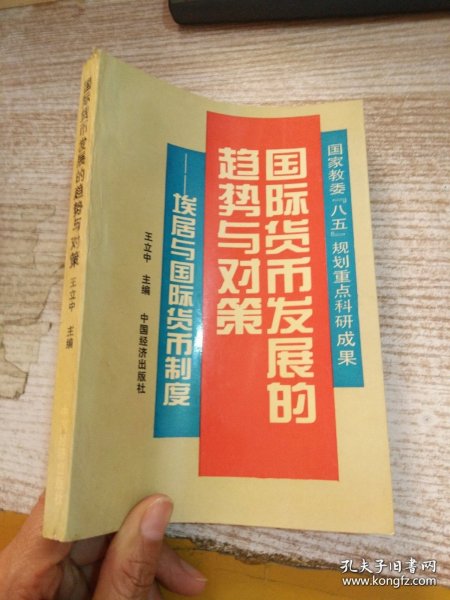 国家教委“八五”规划重点科研成果
国际货币发展的
趋势与对策
——埃居与国际货币制度
王立中 主编 中国经济出版社
国际货币发展的趋势与对策 王立中 主编
孔夫子旧书网
www.kongfz.com